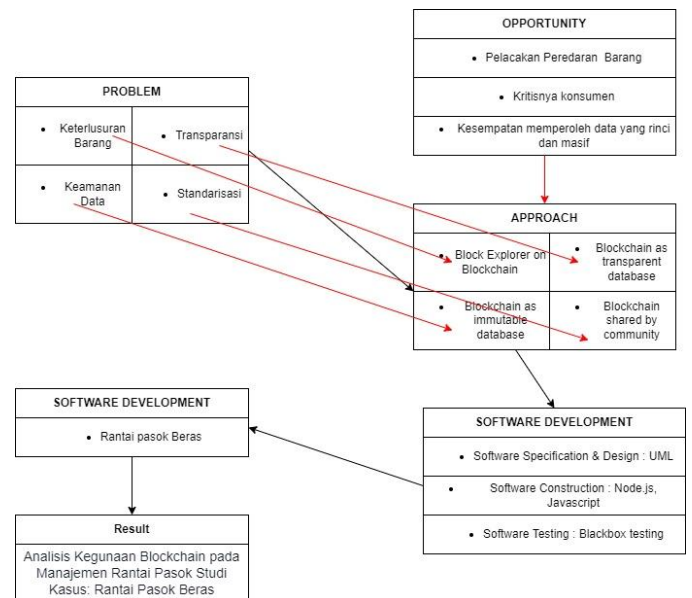 OPPORTUNITY
• Pelacakan Peredaran Barang
• Kritisnya konsumen
• Kesempatan memperoleh data yang rinci
dan masif
PROBLEM
• Keterlusuran
Barang
• Transparansi
• Keamanan
Data
• Standarisasi
APPROACH
• Block Explorer on
Blockchain
• Blockchain as
transparent
database
• Blockchain as
immutable
database
• Blockchain
shared by
community
SOFTWARE DEVELOPMENT
• Software Specification & Design : UML
• Software Construction : Node.js,
Javascript
• Software Testing : Blackbox testing
SOFTWARE DEVELOPMENT
• Rantai pasok Beras
Result
Analisis Kegunaan Blockchain pada
Manajemen Rantai Pasok Studi
Kasus: Rantai Pasok Beras